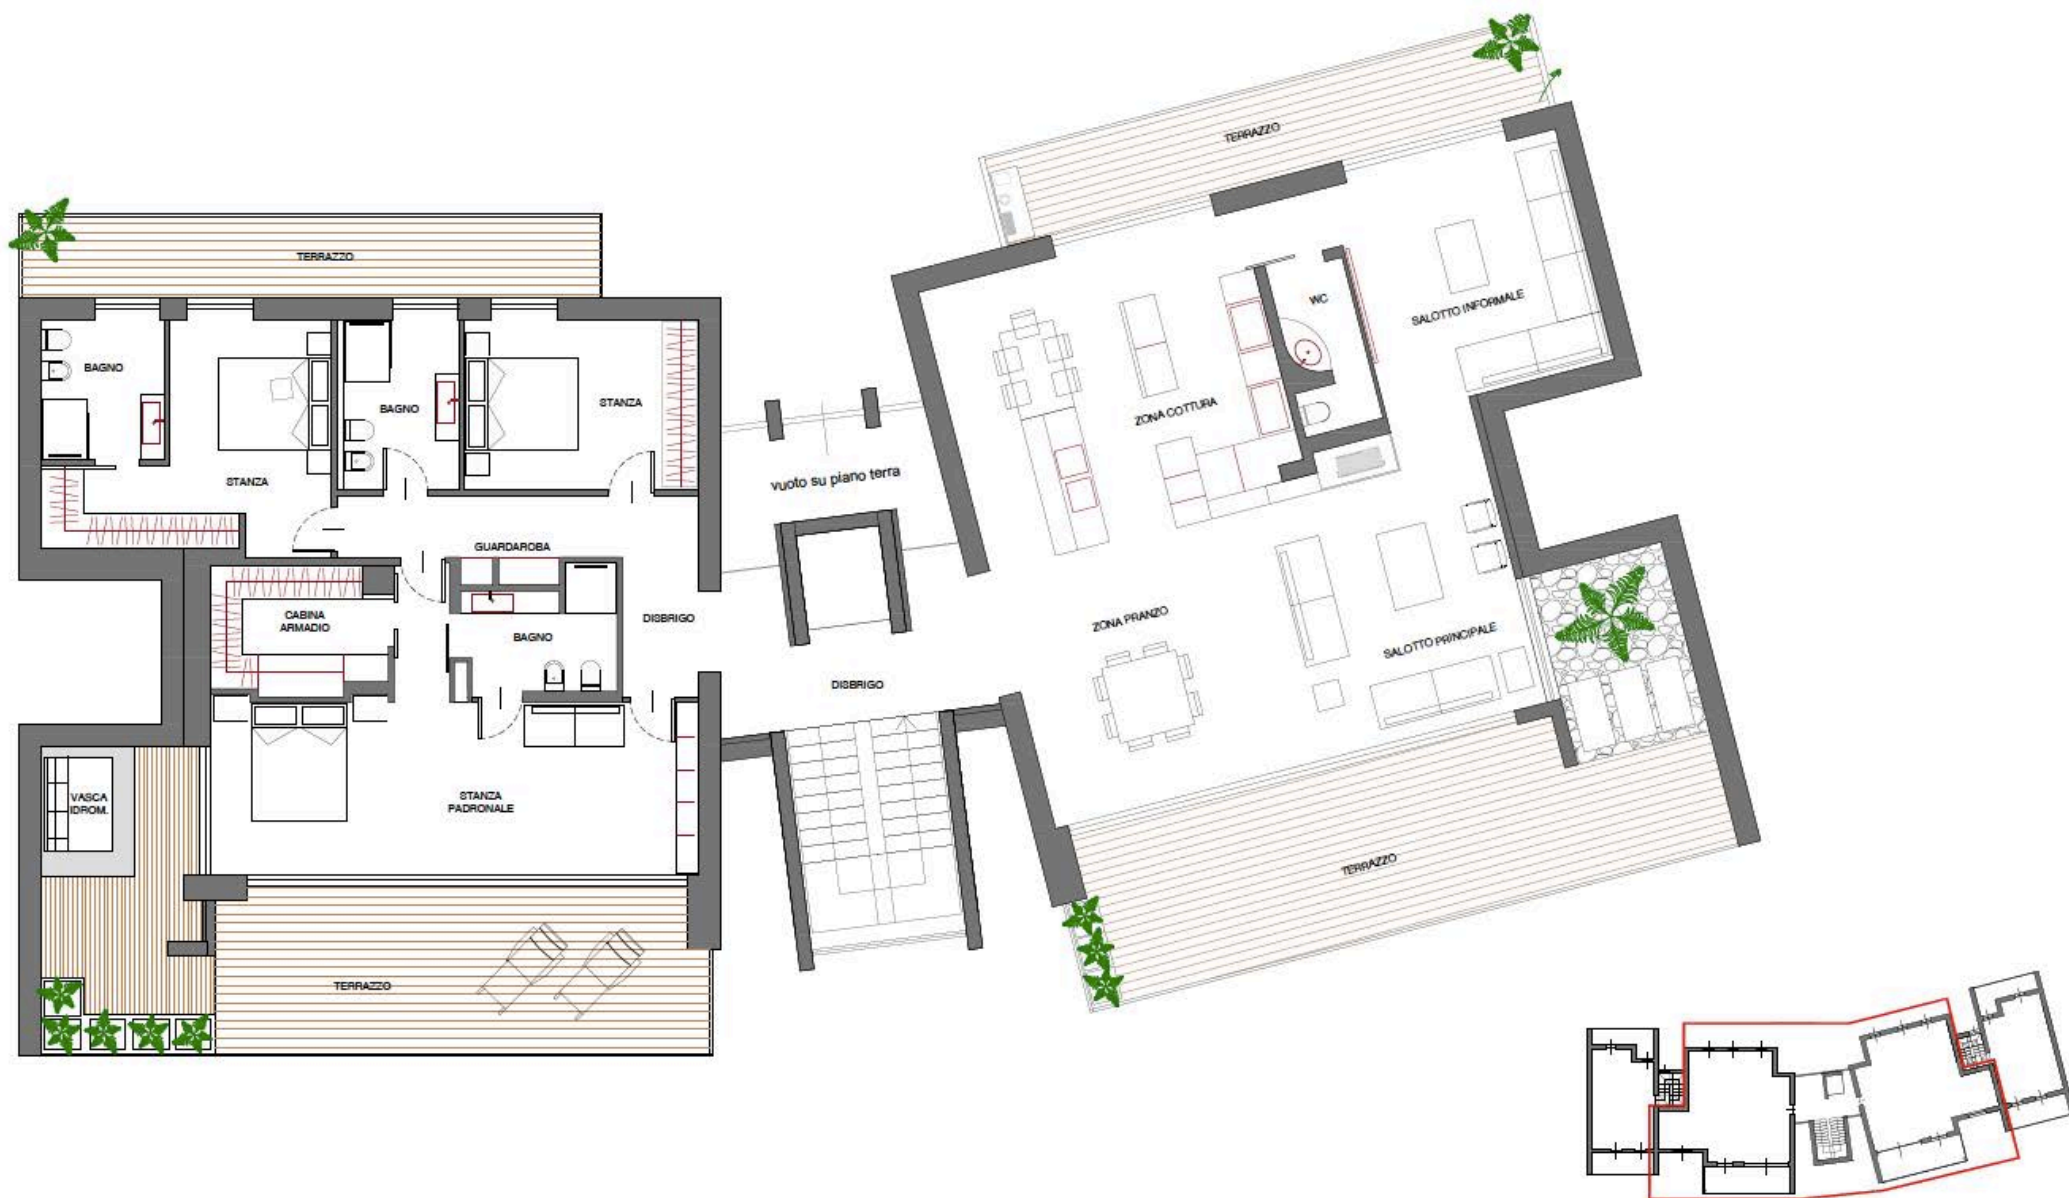 TERRAZZO
TERRAZZO
BAGNO
STANZA
BAGNO
STANZA
WC
SALOTTO INFORMALE
ZONA COTTURA
vuoto su piano terra
GUARDAROBA
CABINA
ARMADIO
BAGNO
DISBRIGO
DISBRIGO
ZONA PRANZO
SALOTTO PRINCIPALE
VASCA
IDROM.
STANZA
PADRONALE
TERRAZZO
TERRAZZO